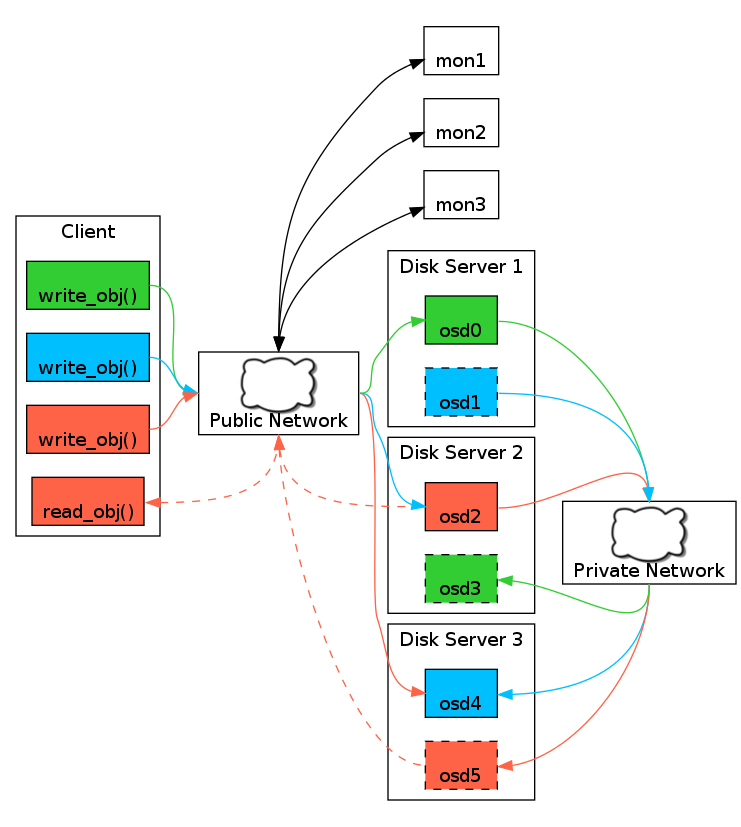 mon1
mon2
mon3
Client
write_obj()
write_obj()
write_obj()
read_obj()
Public Network
Disk Server 1
osd0
osd1
Disk Server 2
osd2
osd3
Disk Server 3
osd4
osd5
Private Network